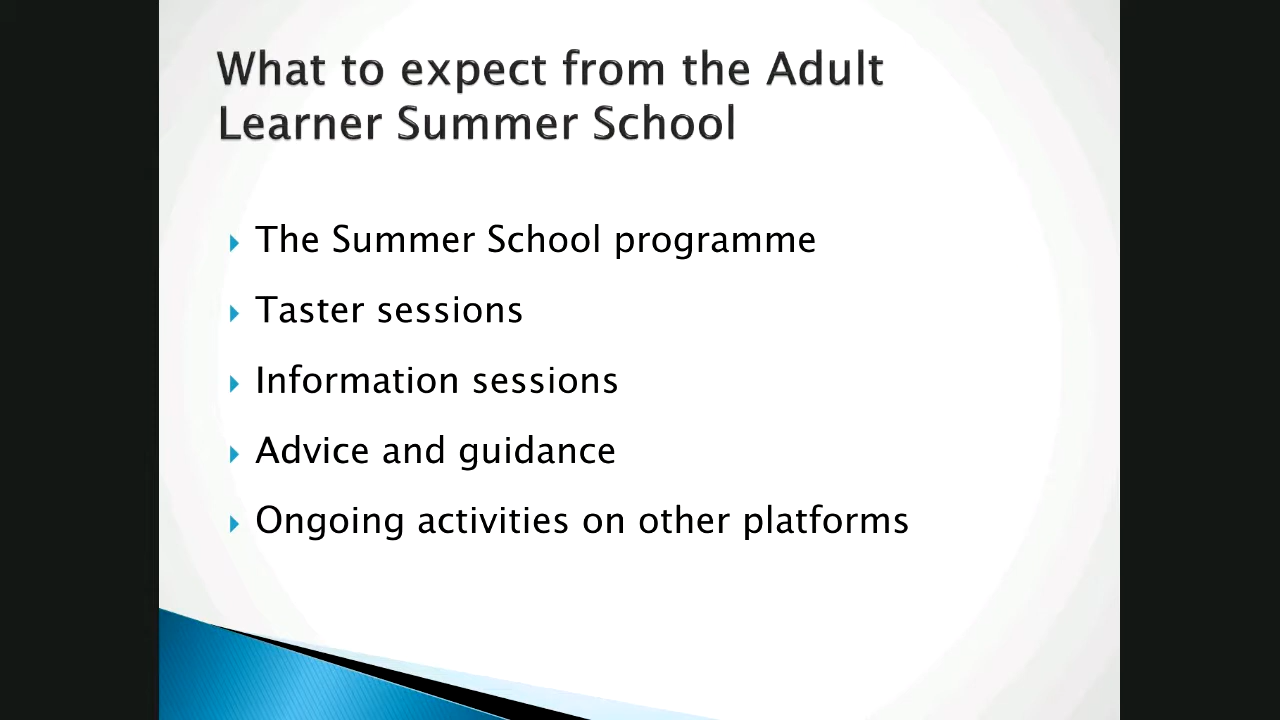 What to expect from the Adult
Learner Summer School
The Summer School programme
Taster sessions
Information sessions
Advice and guidance
Ongoing activities on other platforms